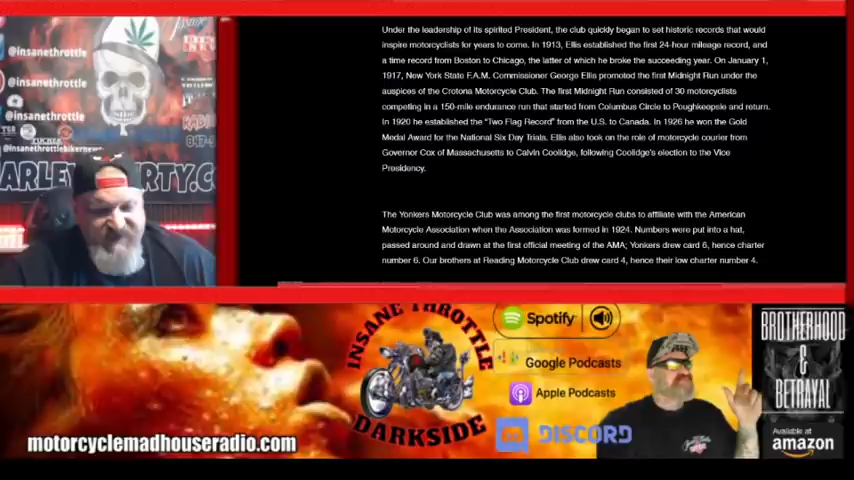 @insanethrottle
@insanethrottle
@insanethrottlebikernews
847-
ARLEY
RTY.C
Under the leadership of its spirited President, the club quickly began to set historic records that would
inspire motorcyclists for years to come. In 1913, Ellis established the first 24-hour mileage record, and
a time record from Boston to Chicago, the latter of which he broke the succeeding year. On January 1,
1917, New York State F.A.M. Commissioner George Ellis promoted the first Midnight Run under the
auspices of the Crotona Motorcycle Club. The first Midnight Run consisted of 30 motorcyclists
competing in a 150-mile endurance run that started from Columbus Circle to Poughkeepsie and return.
In 1920 he established the “Two Flag Record” from the U.S. to Canada. In 1926 he won the Gold
Medal Award for the National Six Day Trials. Ellis also took on the role of motorcycle courier from
Governor Cox of Massachusetts to Calvin Coolidge, following Coolidge's election to the Vice
Presidency.
The Yonkers Motorcycle Club was among the first motorcycle clubs to affiliate with the American
Motorcycle Association when the Association was formed in 1924. Numbers were put into a hat,
passed around and drawn at the first official meeting of the AMA; Yonkers drew card 6, hence charter
number 6. Our brothers at Reading Motorcycle Club drew card 4, hence their low charter number 4.
INSANE THROTTLE
DARKSIDE
Spotify
Google Podcasts
Apple Podcasts
DISCORD
motorcyclemadhouseradio.com
BROTHERHOOD
&
BETRAYAL
Available at
amazon